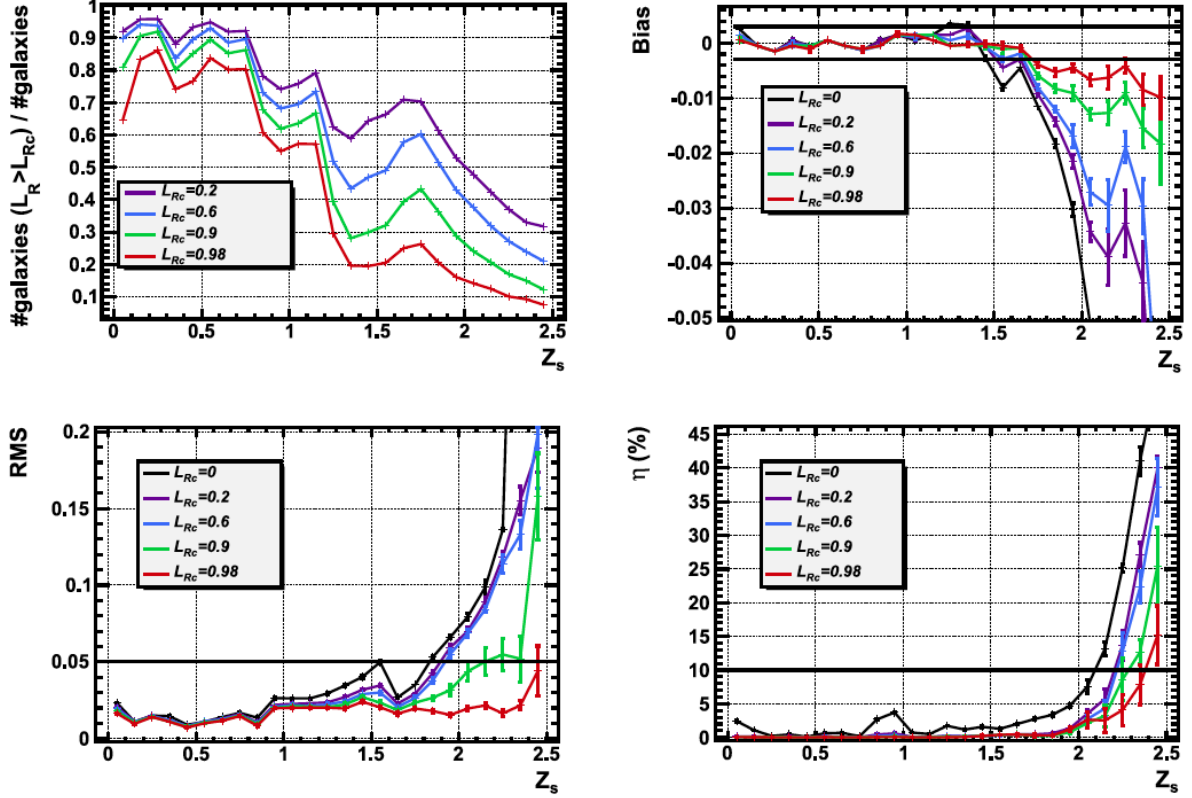 #galaxies (L_R>L_Rc) / #galaxies
0.9
0.8
0.7
0.6
0.5
0.4
0.3
0.2
0.1
L_Rc=0.2
L_Rc=0.6
L_Rc=0.9
L_Rc=0.98
0 0.5 1 1.5 2 2.5
Z_s
Bias
0
-0.01
-0.02
-0.03
-0.04
-0.05
L_Rc=0
L_Rc=0.2
L_Rc=0.6
L_Rc=0.9
L_Rc=0.98
0 0.5 1 1.5 2 2.5
Z_s
RMS
0.2
0.15
0.1
0.05
0
L_Rc=0
L_Rc=0.2
L_Rc=0.6
L_Rc=0.9
L_Rc=0.98
0 0.5 1 1.5 2 2.5
Z_s
η (%)
45
40
35
30
25
20
15
10
5
0
L_Rc=0
L_Rc=0.2
L_Rc=0.6
L_Rc=0.9
L_Rc=0.98
0 0.5 1 1.5 2 2.5
Z_s